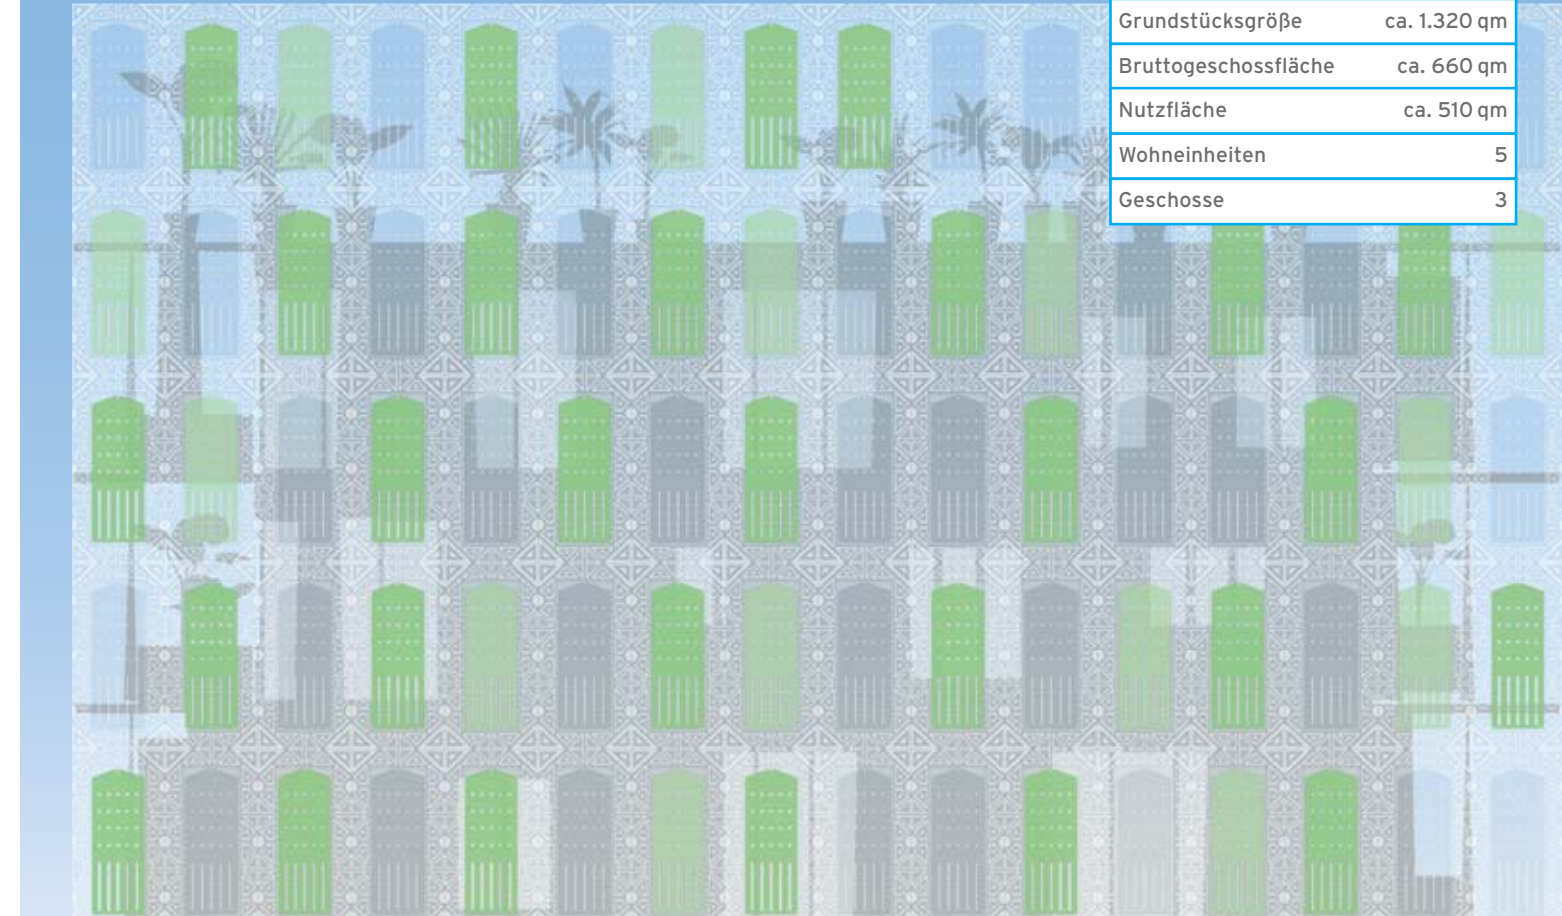 Grundstücksgröße ca. 1.320 qm
Bruttogeschossfläche ca. 660 qm
Nutzfläche ca. 510 qm
Wohneinheiten 5
Geschosse 3